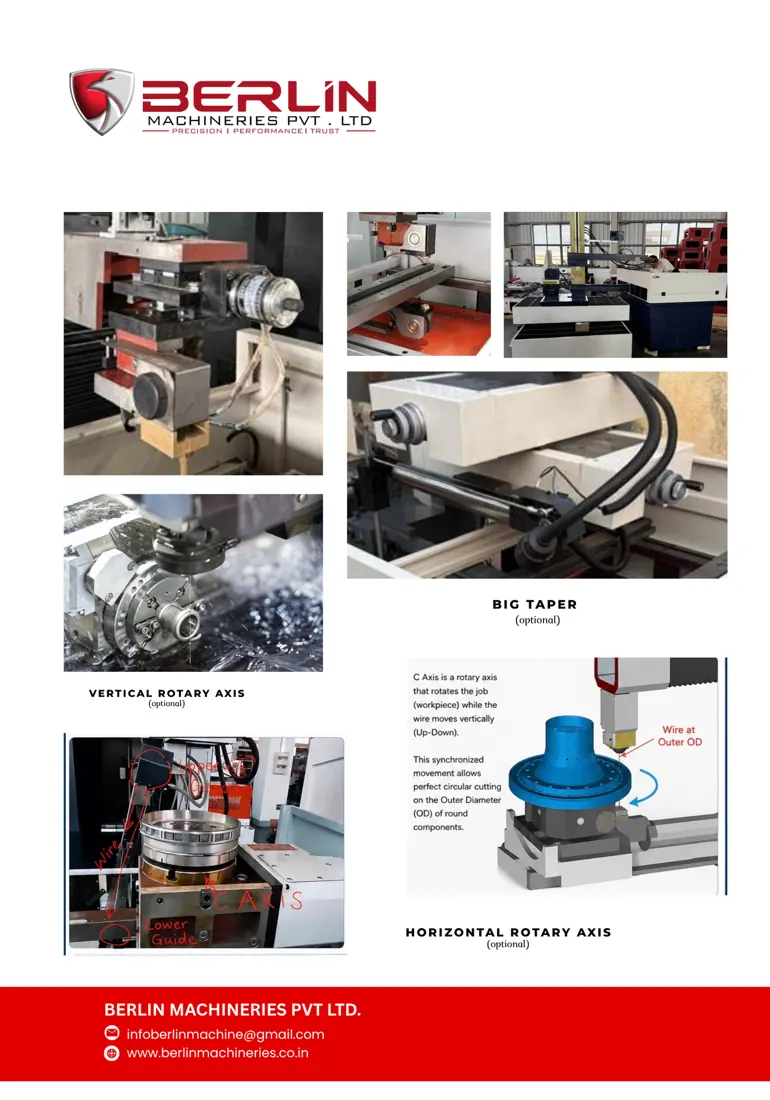 BERLIN
MACHINERIES PVT . LTD
PRECISION | PERFORMANCE | TRUST
BIG TAPER
(optional)
VERTICAL ROTARY AXIS
(optional)
C Axis is a rotary axis
that rotates the job
(workpiece) while the
wire moves vertically
(Up-Down).
This synchronized
movement allows
perfect circular cutting
on the Outer Diameter
(OD) of round
components.
Wire at
Outer OD
Wire
C AXIS
Lower
Guide
HORIZONTAL ROTARY AXIS
(optional)
BERLIN MACHINERIES PVT LTD.
infoberlinmachine@gmail.com
www.berlinmachineries.co.in